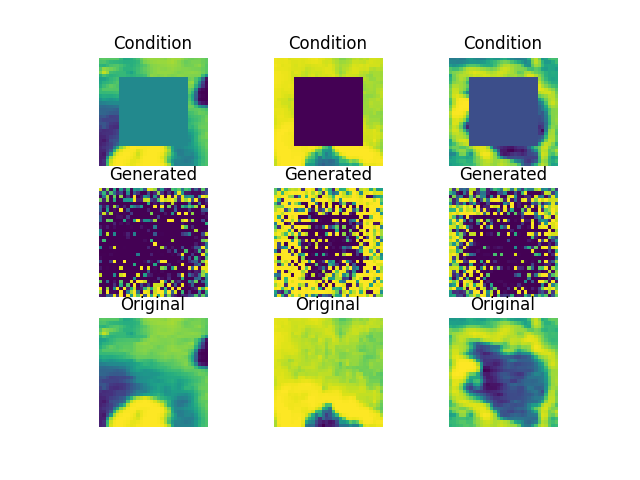 Condition Condition Condition
Generated Generated Generated
Original Original Original